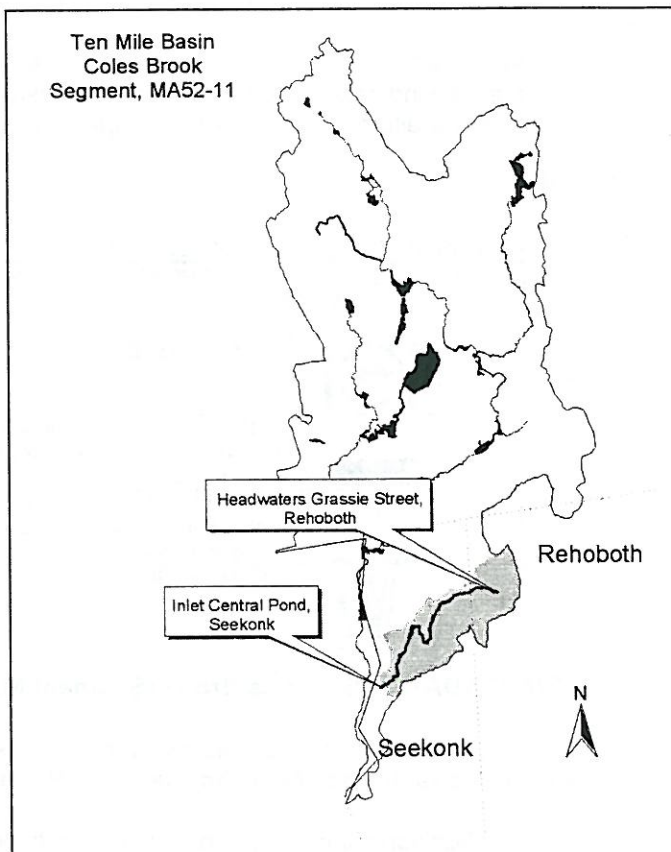 Ten Mile Basin
Coles Brook
Segment, MA52-11
Headwaters Grassie Street,
Rehoboth
Rehoboth
Inlet Central Pond,
Seekonk
N
Seekonk